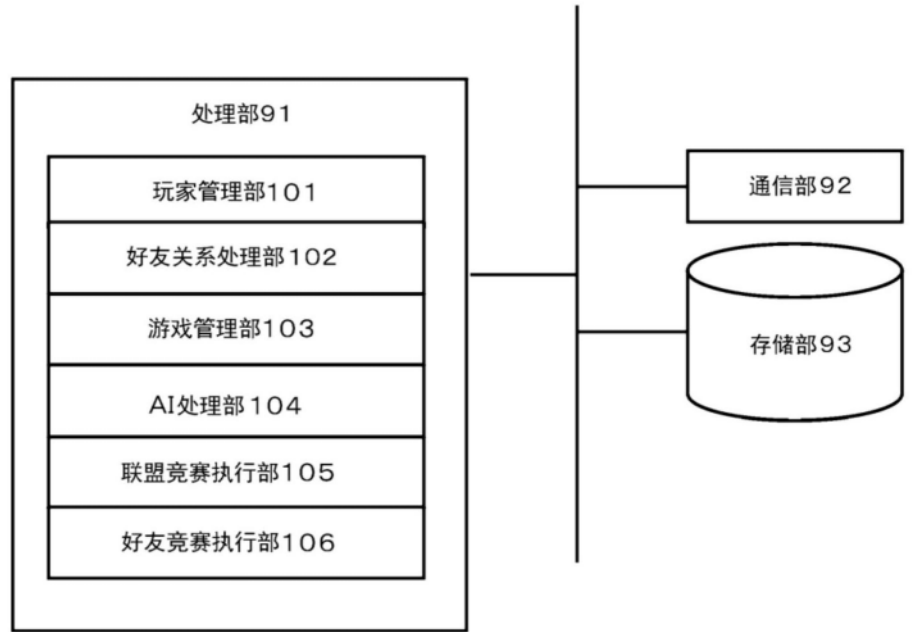 处理部91
玩家管理部101
好友关系处理部102
游戏管理部103
AI处理部104
联盟竞赛执行部105
好友竞赛执行部106
通信部92
存储部93